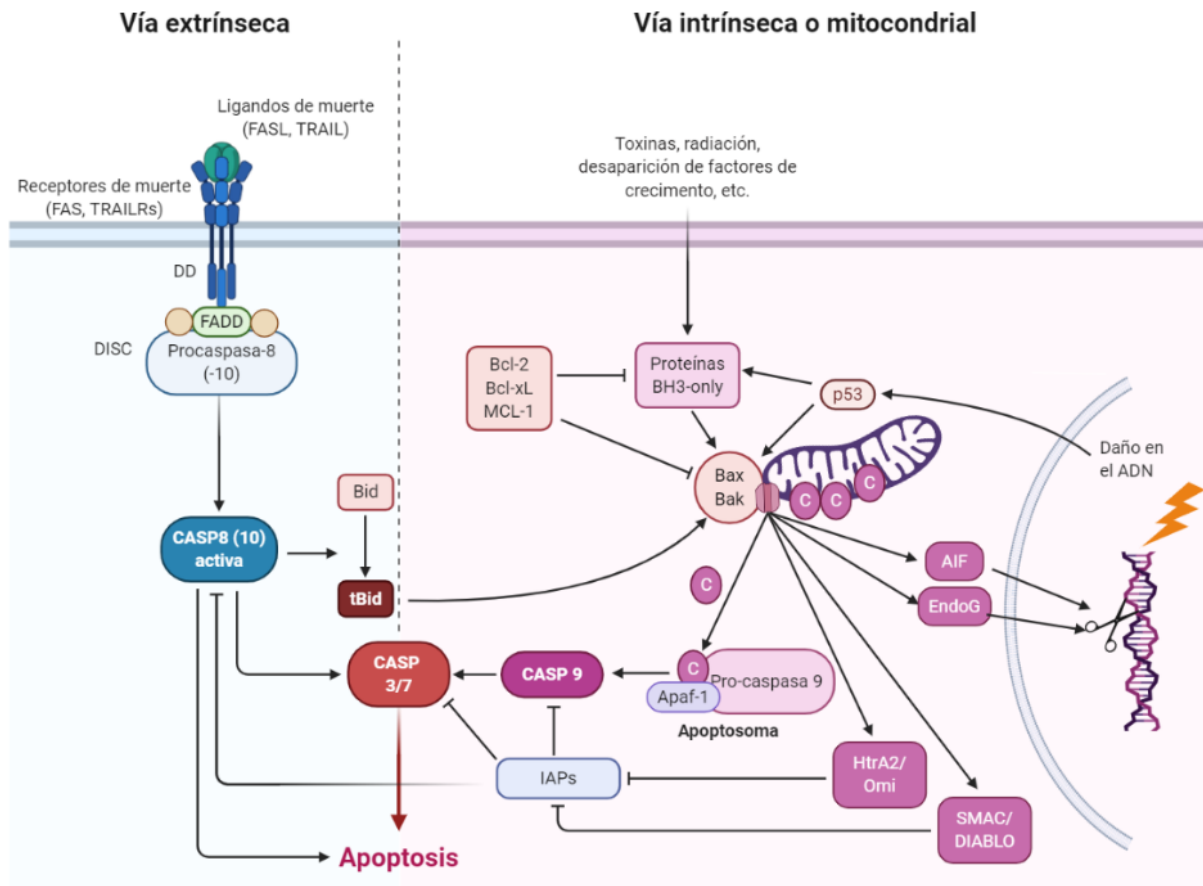 Vía extrínseca
Vía intrínseca o mitocondrial
Ligandos de muerte
(FASL, TRAIL)
Receptores de muerte
(FAS, TRAILRs)
Toxinas, radiación,
desaparición de factores de
crecimento, etc.
DD
FADD
DISC
Procaspasa-8
(-10)
Bcl-2
Bcl-xL
MCL-1
Proteínas
BH3-only
p53
Daño en
el ADN
Bax
Bak
C
C
C
Bid
CASP8 (10)
activa
tBid
C
AIF
EndoG
CASP
3/7
CASP 9
C
Apaf-1
Pro-caspasa 9
Apoptosoma
IAPs
HtrA2/
Omi
SMAC/
DIABLO
Apoptosis